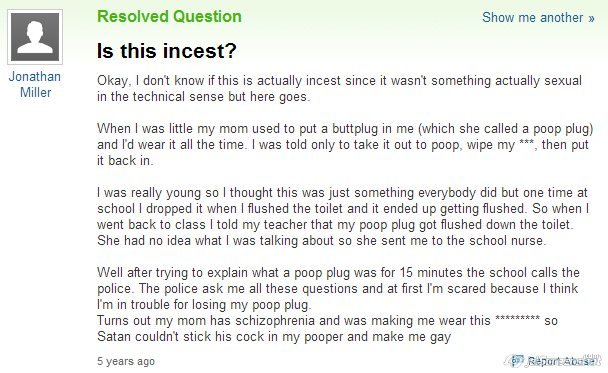 Resolved Question
Show me another »
Is this incest?
Jonathan
Miller
Okay, I don't know if this is actually incest since it wasn't something actually sexual
in the technical sense but here goes.
When I was little my mom used to put a buttplug in me (which she called a poop plug)
and I'd wear it all the time. I was told only to take it out to poop, wipe my ***, then put
it back in.
I was really young so I thought this was just something everybody did but one time at
school I dropped it when I flushed the toilet and it ended up getting flushed. So when I
went back to class I told my teacher that my poop plug got flushed down the toilet.
She had no idea what I was talking about so she sent me to the school nurse.
Well after trying to explain what a poop plug was for 15 minutes the school calls the
police. The police ask me all these questions and at first I'm scared because I think
I'm in trouble for losing my poop plug.
Turns out my mom has schizophrenia and was making me wear this ********* so
Satan couldn't stick his cock in my pooper and make me gay
5 years ago
Report Abuse